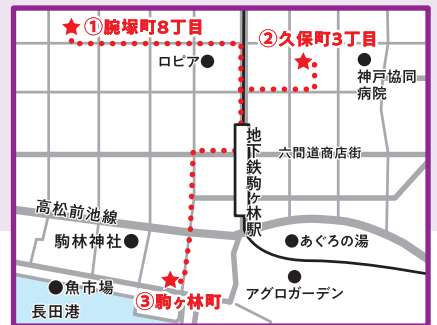 ①腕塚町8丁目
②久保町3丁目
ロピア
神戸協同
病院
地下鉄駒ヶ林駅
六間道商店街
高松前池線
駒林神社
あぐろの湯
魚市場
アグロガーデン
③駒ヶ林町
長田港